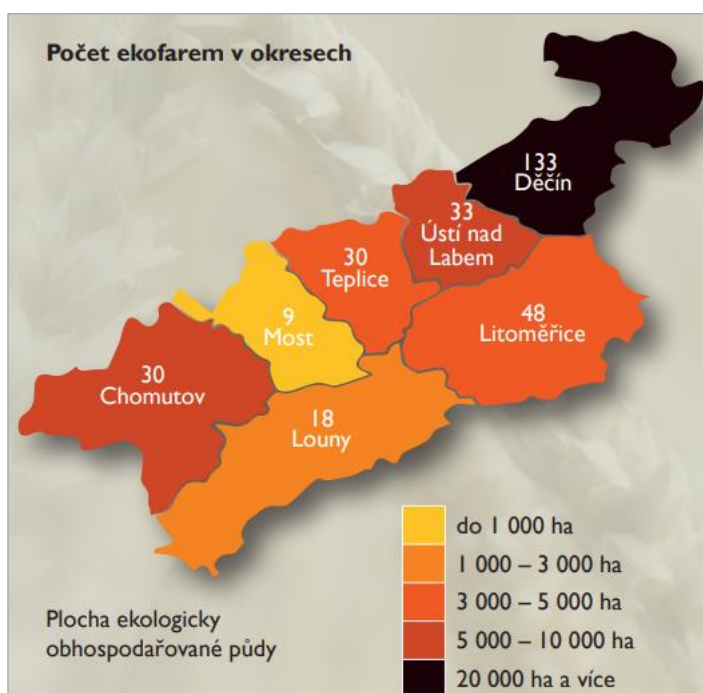 Počet ekofarem v okresech
133
Děčín
33
Ústí nad
Labem
30
Teplice
48
Litoměřice
9
Most
30
Chomutov
18
Louny
do 1 000 ha
1 000 – 3 000 ha
3 000 – 5 000 ha
5 000 – 10 000 ha
20 000 ha a více
Plocha ekologicky
obhospodařované půdy